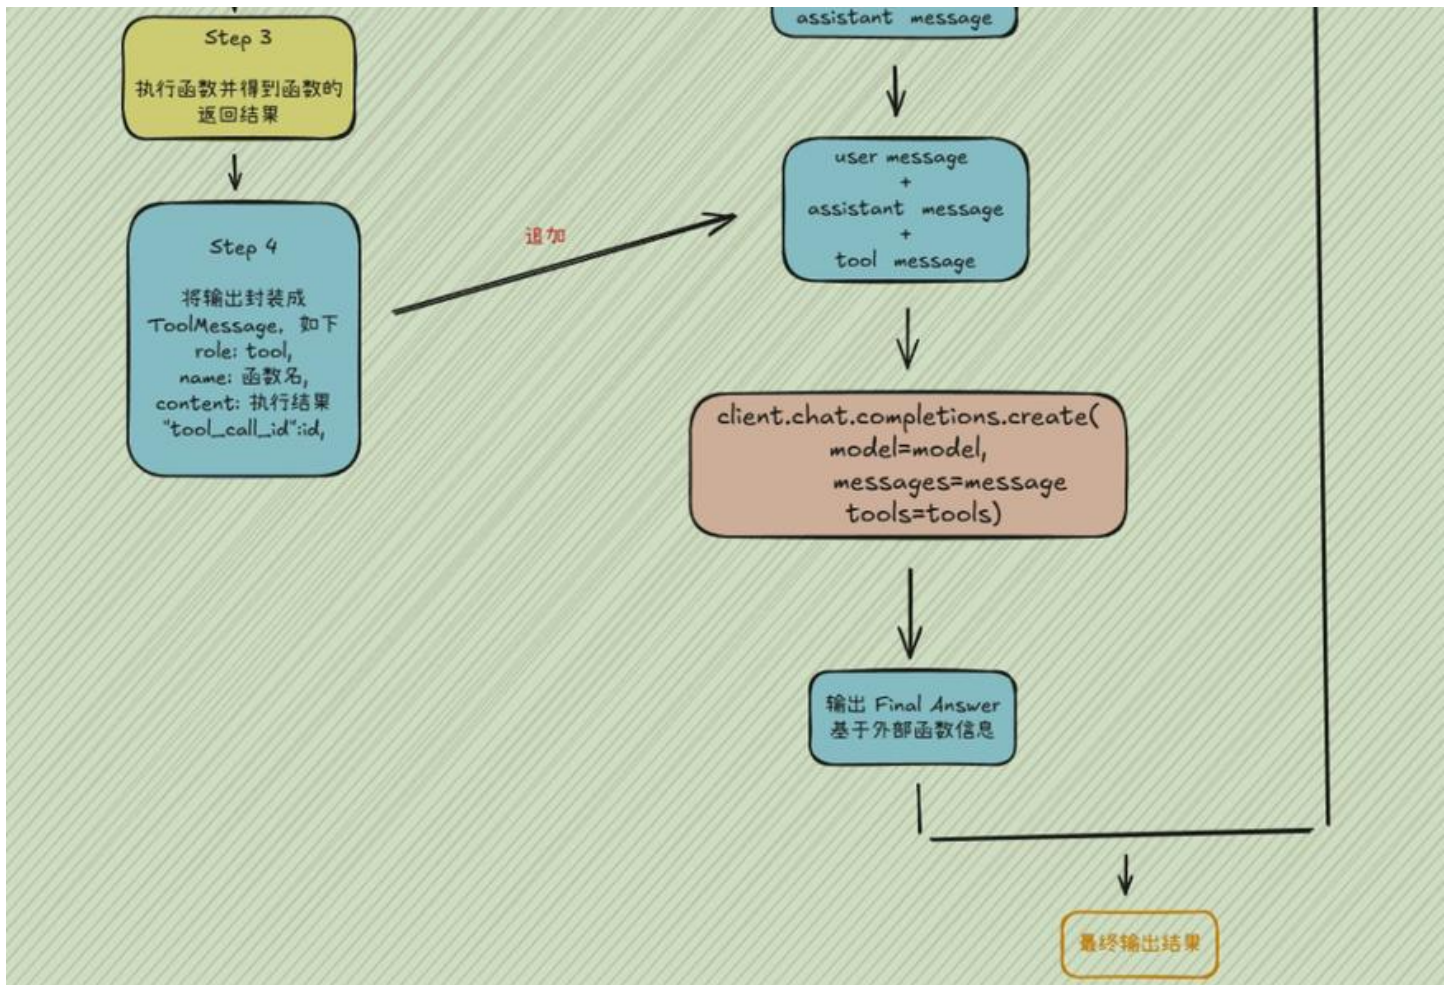 Step 3
执行函数并得到函数的
返回结果
Step 4
将输出封装成
ToolMessage, 如下
role: tool,
name: 函数名,
content: 执行结果
"tool_call_id":id,
追加
assistant message
user message
+
assistant message
+
tool message
client.chat.completions.create(
model=model,
messages=message
tools=tools)
输出 Final Answer
基于外部函数信息
最终输出结果